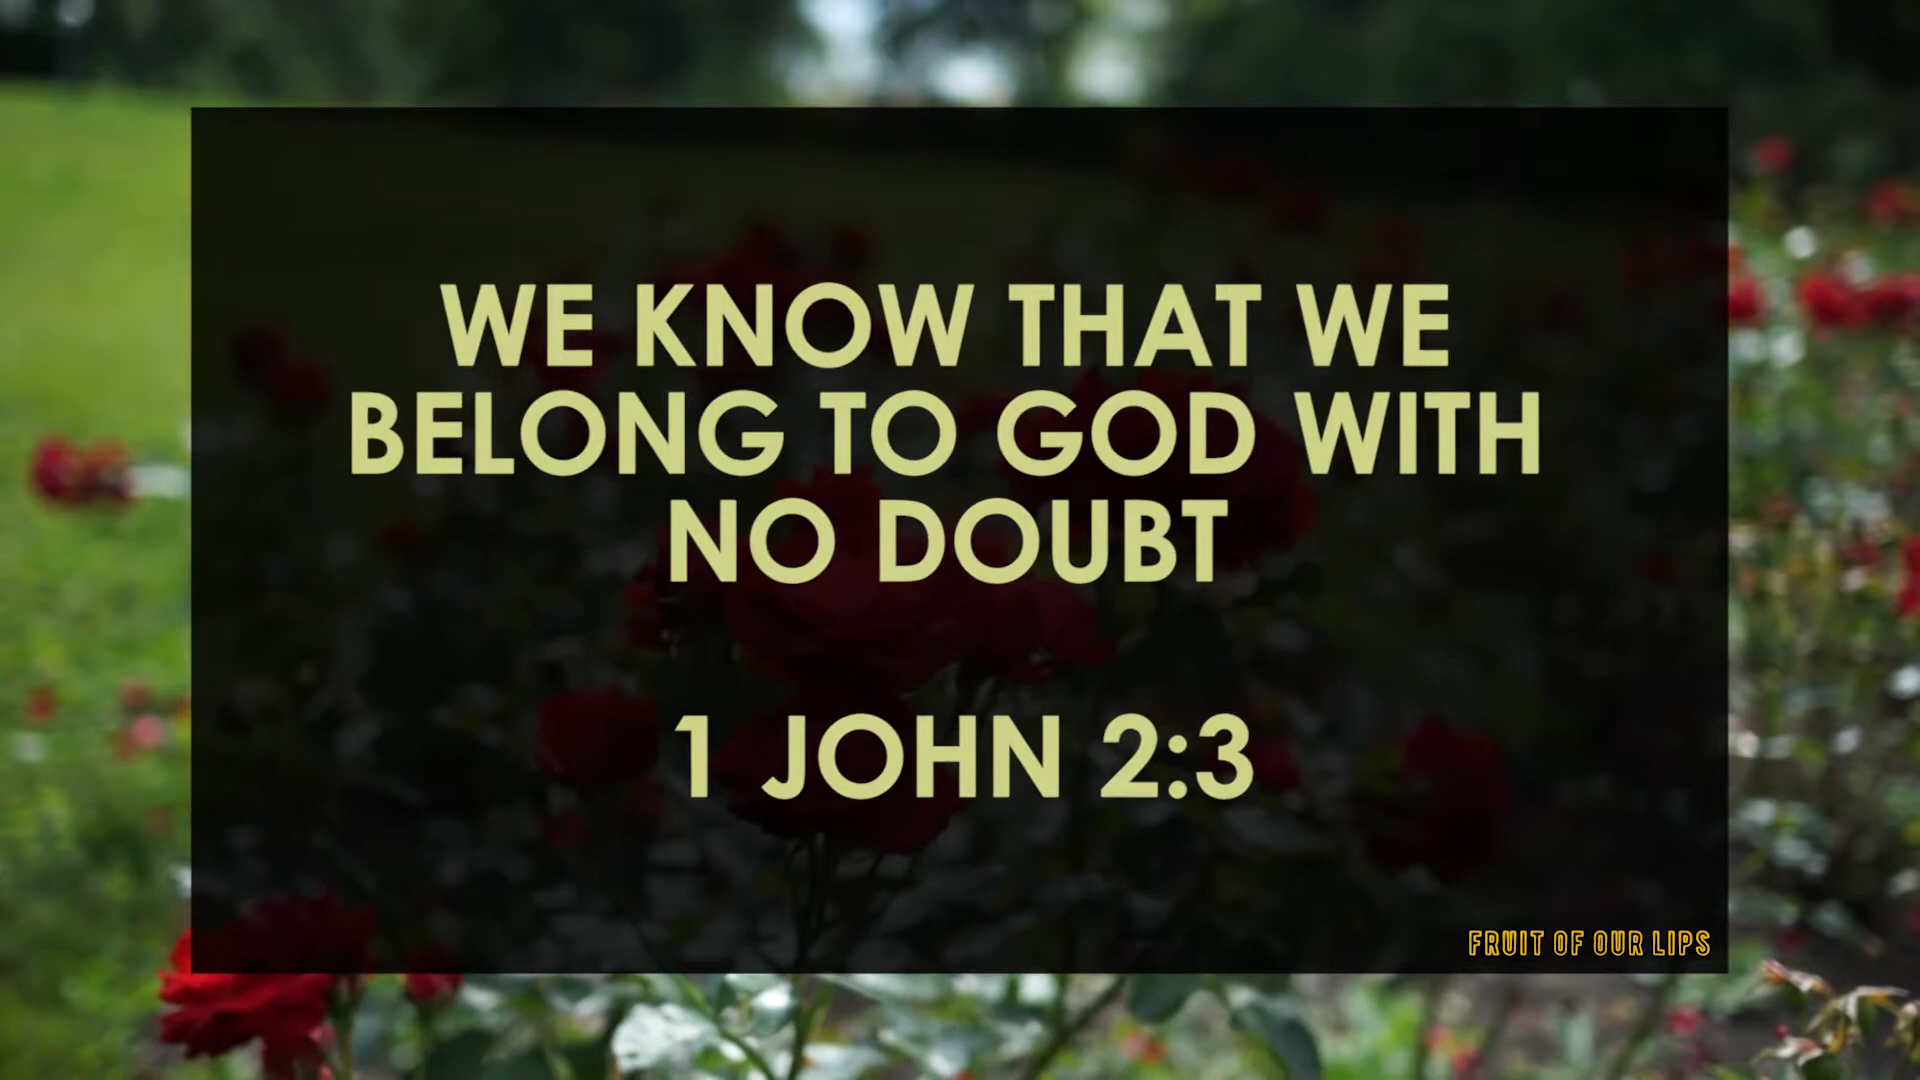 WE KNOW THAT WE
BELONG TO GOD WITH
NO DOUBT
1 JOHN 2:3
FRUIT OF OUR LIPS